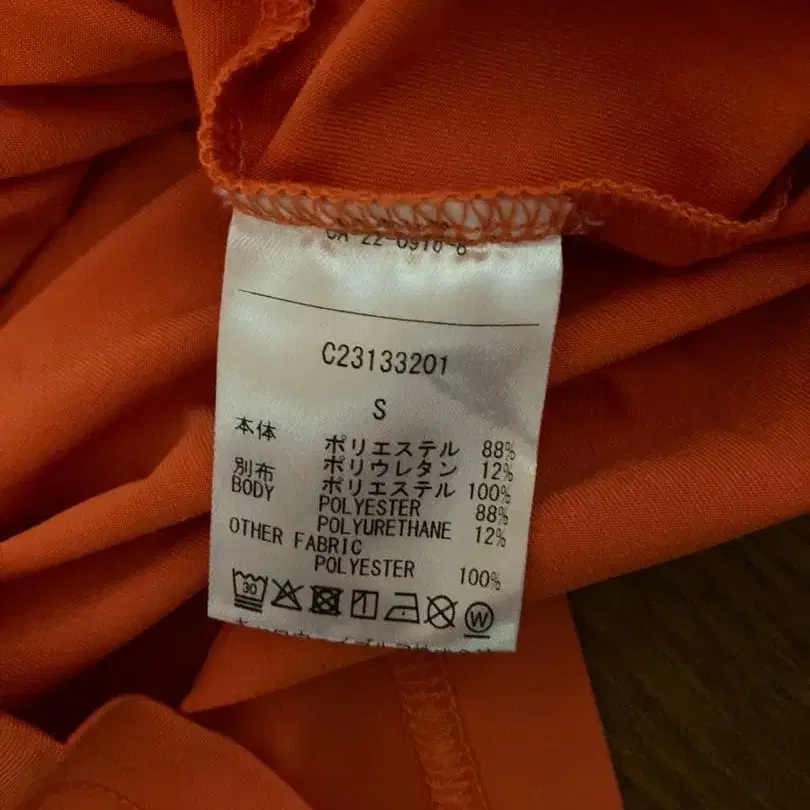 C23133201
S
本体 ポリエステル 88%
ポリウレタン 12%
別布 ポリエステル 100%
BODY POLYESTER 88%
POLYURETHANE 12%
OTHER FABRIC
POLYESTER 100%
30
W